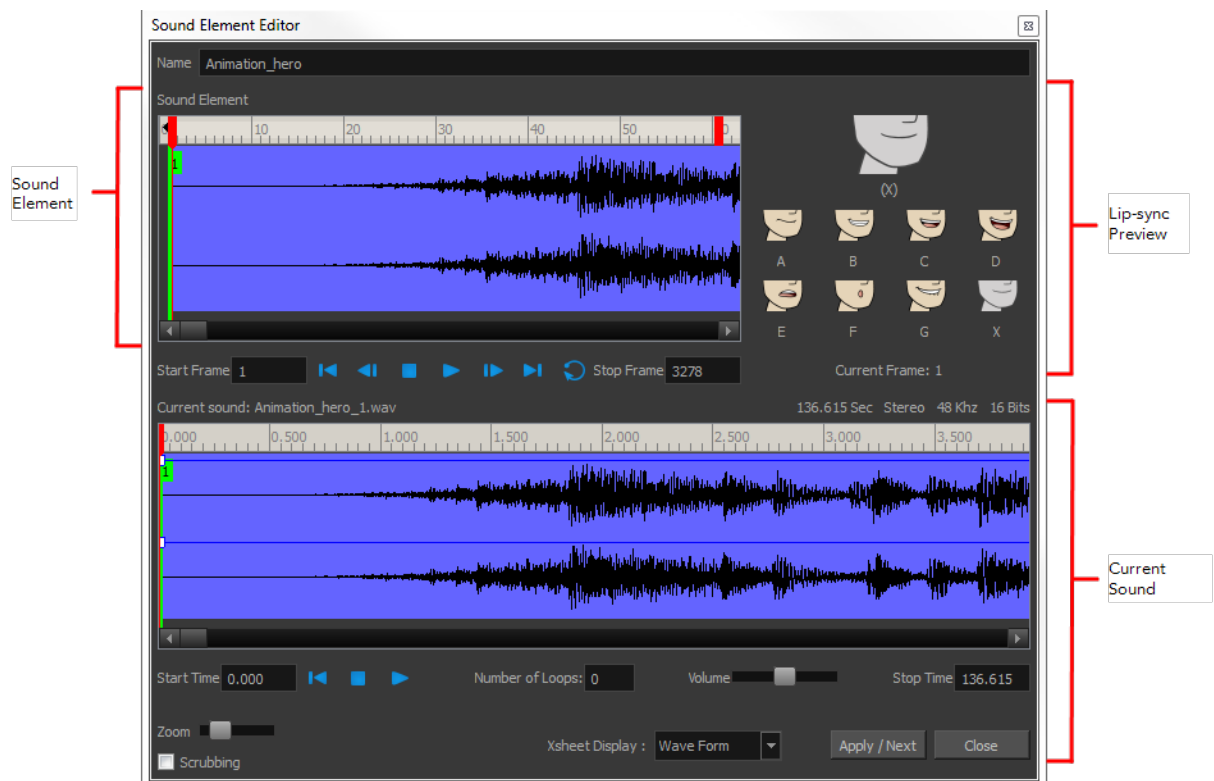 Sound Element Editor
Name Animation_hero
Sound Element
10 20 30 40 50
1
(X)
A B C D
E F G X
Start Frame 1 Stop Frame 3278 Current Frame: 1
Current sound: Animation_hero_1.wav 136.615 Sec Stereo 48 Khz 16 Bits
0.000 0.500 1.000 1.500 2.000 2.500 3.000 3.500
1
Start Time 0.000 Number of Loops: 0 Volume Stop Time 136.615
Zoom
Scrubbing
Xsheet Display : Wave Form Apply / Next Close
Sound
Element
Lip-sync
Preview
Current
Sound